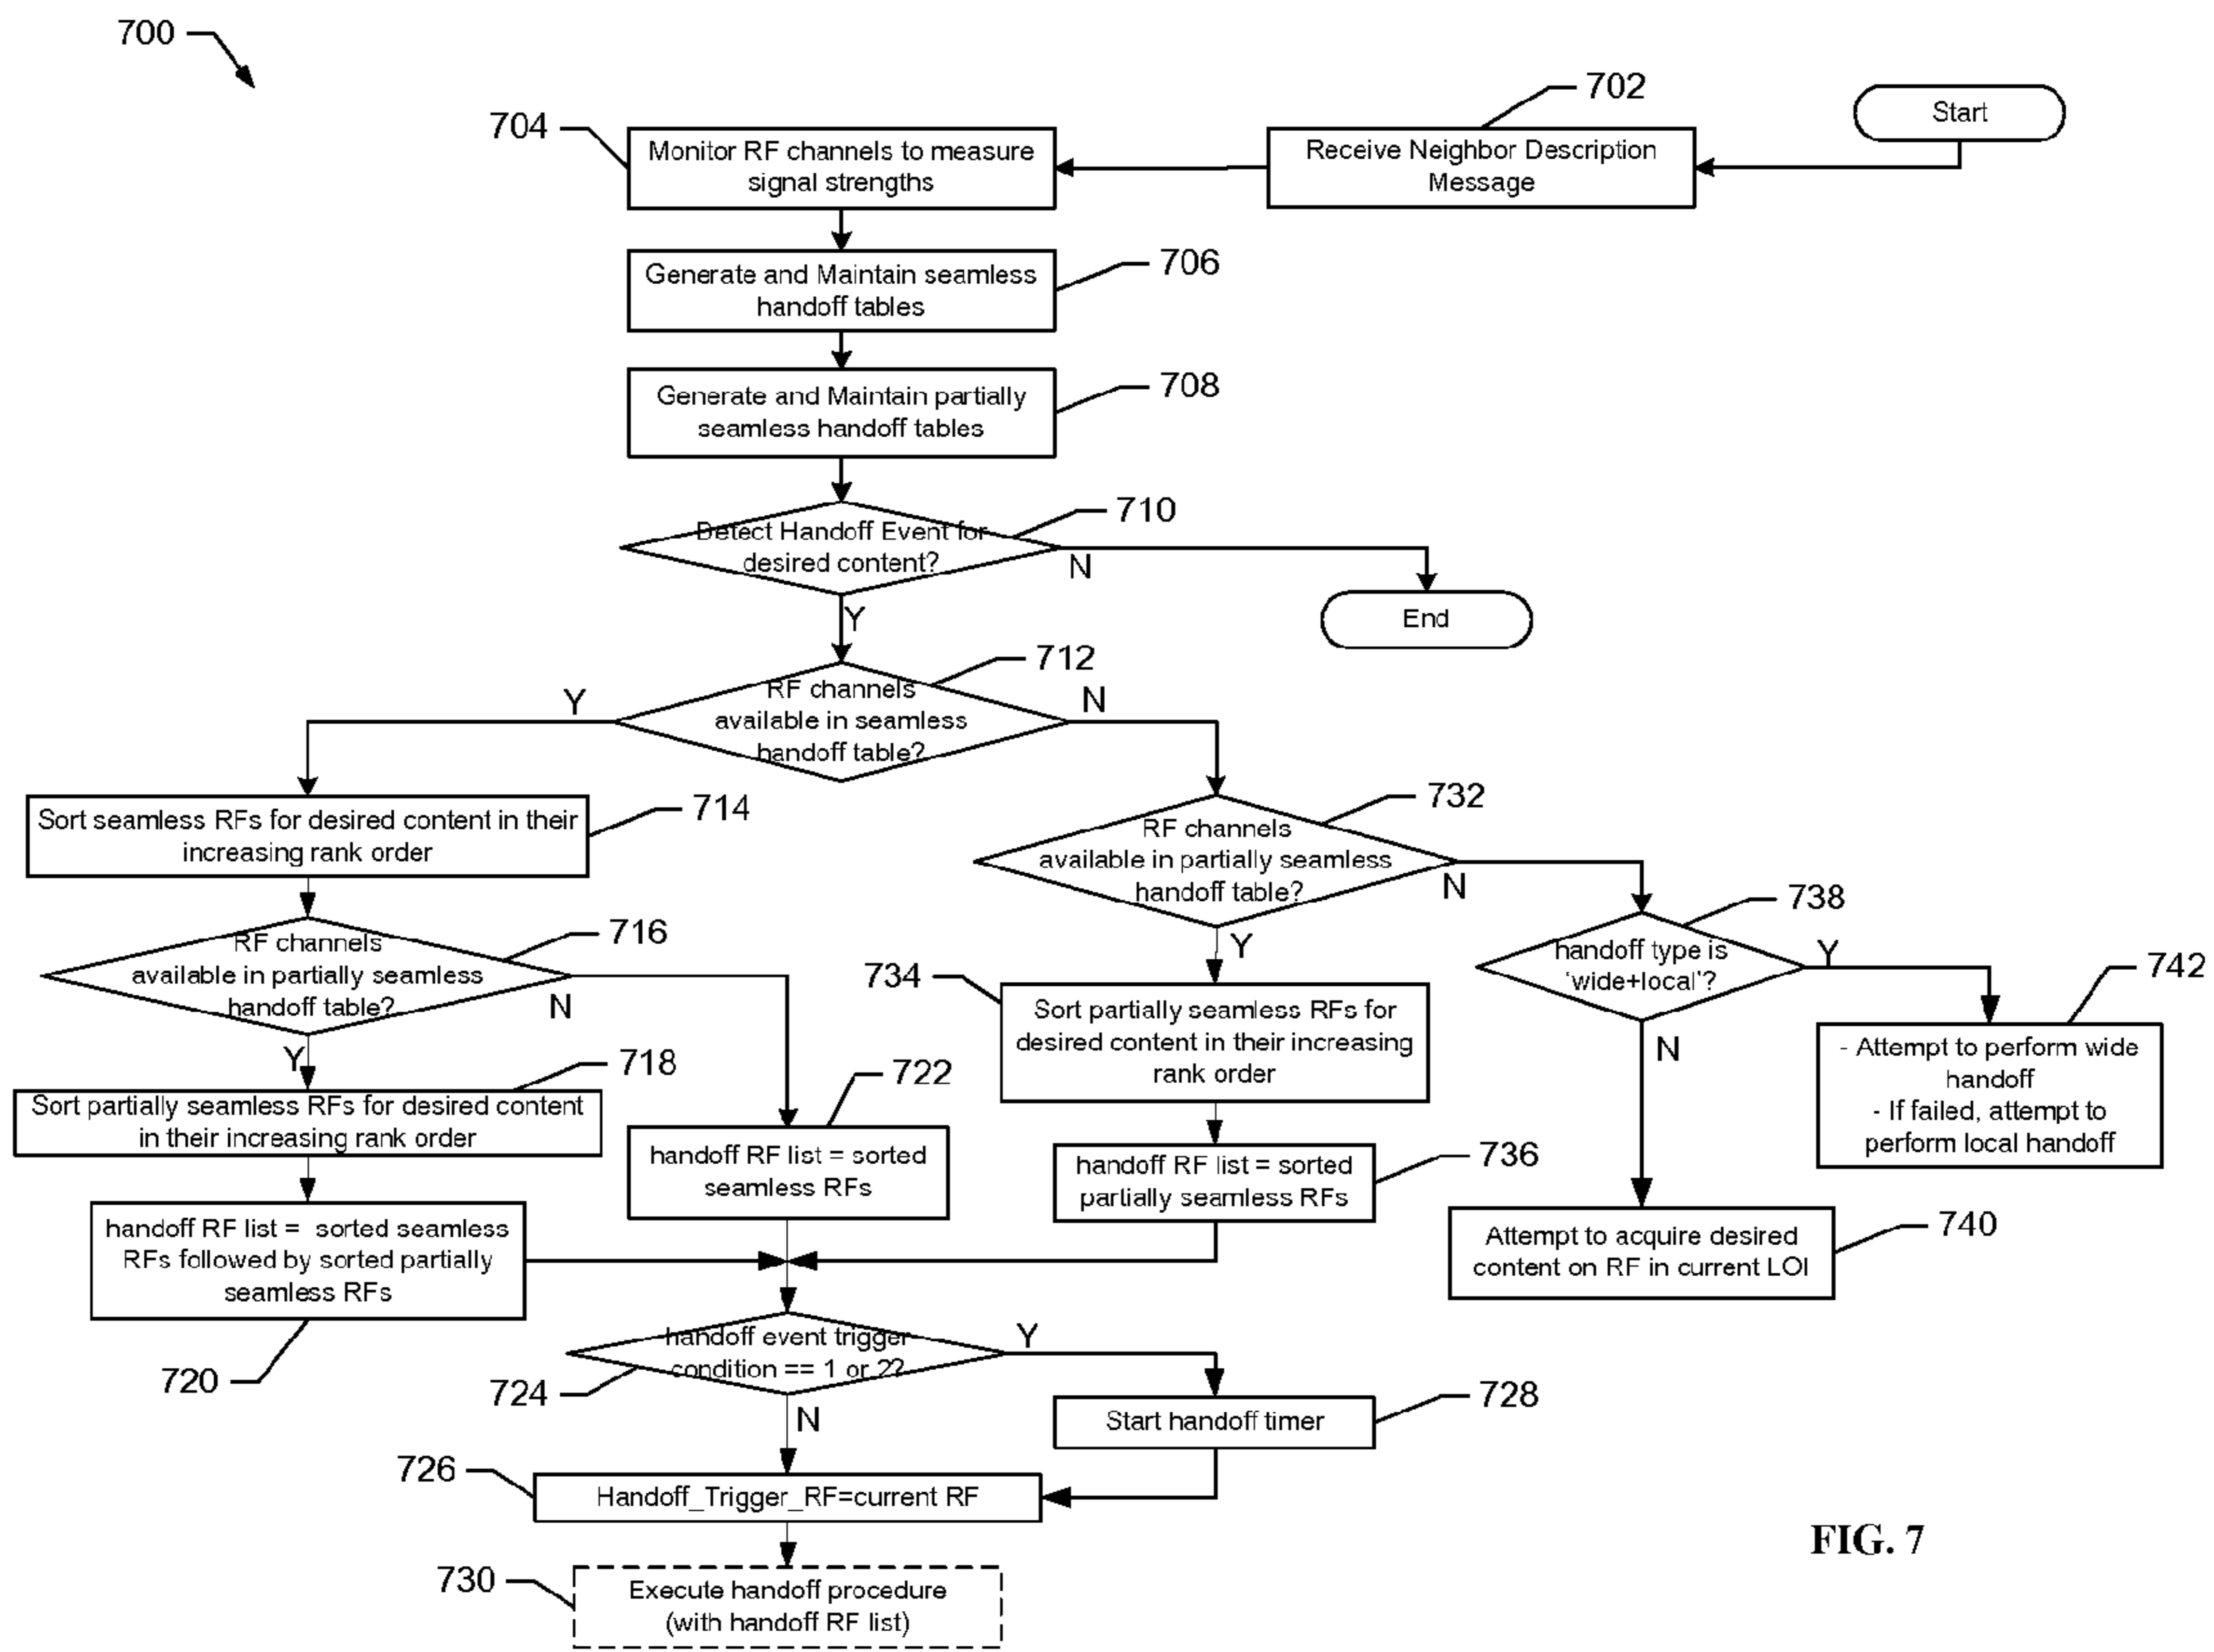 700
702
Start
704
Monitor RF channels to measure
signal strengths
Receive Neighbor Description
Message
706
Generate and Maintain seamless
handoff tables
708
Generate and Maintain partially
seamless handoff tables
710
Detect Handoff Event for
desired content?
N
End
Y
712
RF channels
available in seamless
handoff table?
Y
N
714
Sort seamless RFs for desired content in their
increasing rank order
732
RF channels
available in partially seamless
handoff table?
N
Y
716
RF channels
available in partially seamless
handoff table?
N
Y
738
handoff type is
'wide+local'?
Y
N
742
- Attempt to perform wide
handoff
- If failed, attempt to
perform local handoff
734
Sort partially seamless RFs for
desired content in their increasing
rank order
718
Sort partially seamless RFs for desired content
in their increasing rank order
722
handoff RF list = sorted
seamless RFs
736
handoff RF list = sorted
partially seamless RFs
740
Attempt to acquire desired
content on RF in current LOI
handoff RF list = sorted seamless
RFs followed by sorted partially
seamless RFs
720
handoff event trigger
condition == 1 or 2?
724
Y
N
728
Start handoff timer
726
Handoff_Trigger_RF=current RF
730
Execute handoff procedure
(with handoff RF list)
FIG. 7